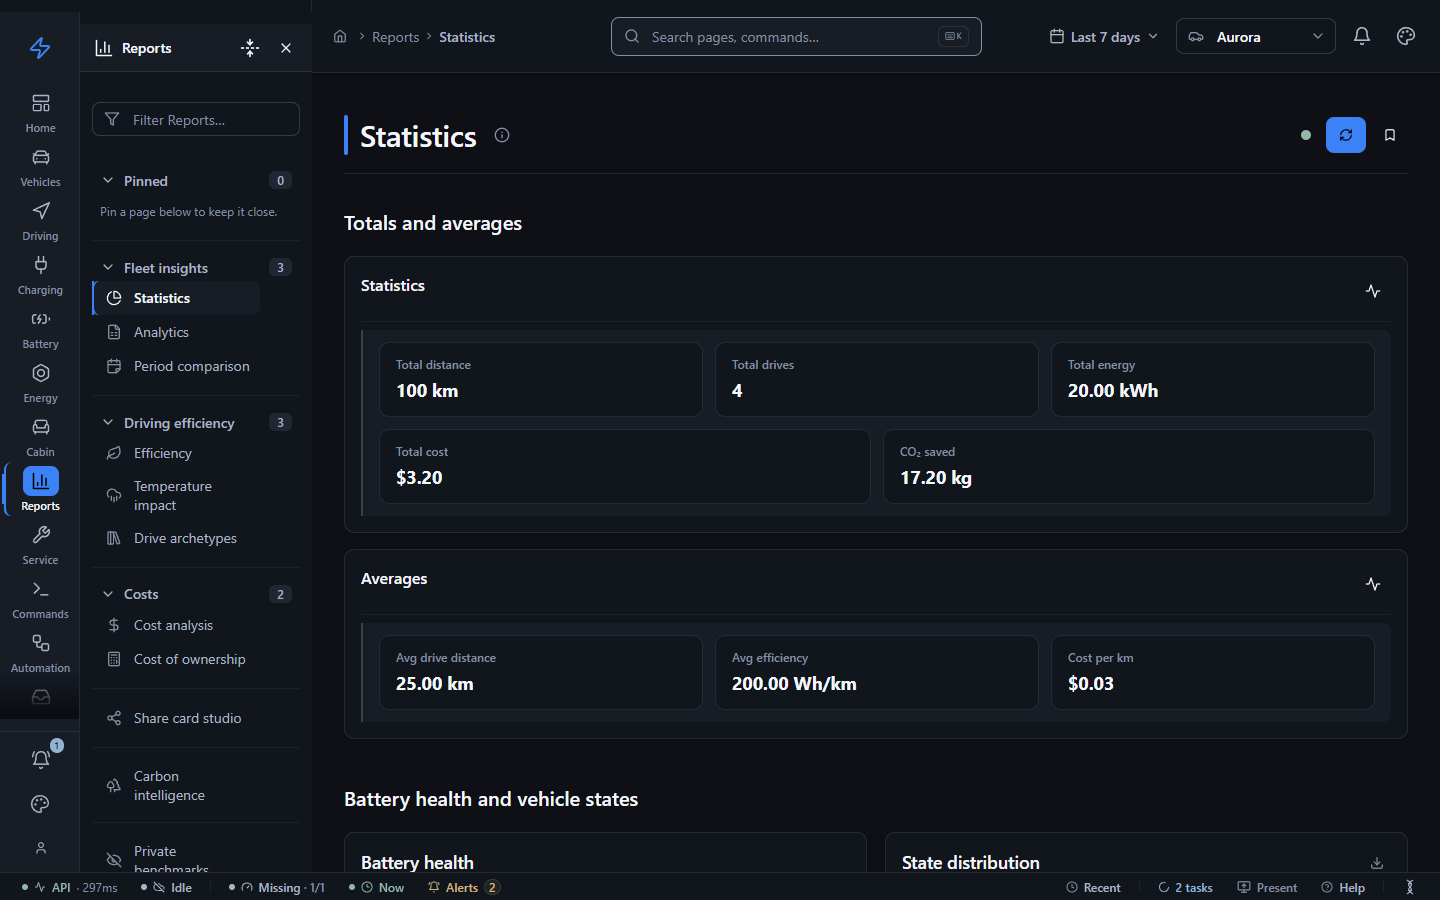 Reports
Reports
Statistics
Search pages, commands...
K
Last 7 days
Aurora
Home
Vehicles
Driving
Charging
Battery
Energy
Cabin
Reports
Service
Commands
Automation
1
Filter Reports...
Pinned
0
Pin a page below to keep it close.
Fleet insights
3
Statistics
Analytics
Period comparison
Driving efficiency
3
Efficiency
Temperature
impact
Drive archetypes
Costs
2
Cost analysis
Cost of ownership
Share card studio
Carbon
intelligence
Private
benchmarks
Statistics
Totals and averages
Statistics
Total distance
100 km
Total drives
4
Total energy
20.00 kWh
Total cost
$3.20
CO₂ saved
17.20 kg
Averages
Avg drive distance
25.00 km
Avg efficiency
200.00 Wh/km
Cost per km
$0.03
Battery health and vehicle states
Battery health
State distribution
API · 297ms
Idle
Missing · 1/1
Now
Alerts 2
Recent
2 tasks
Present
Help